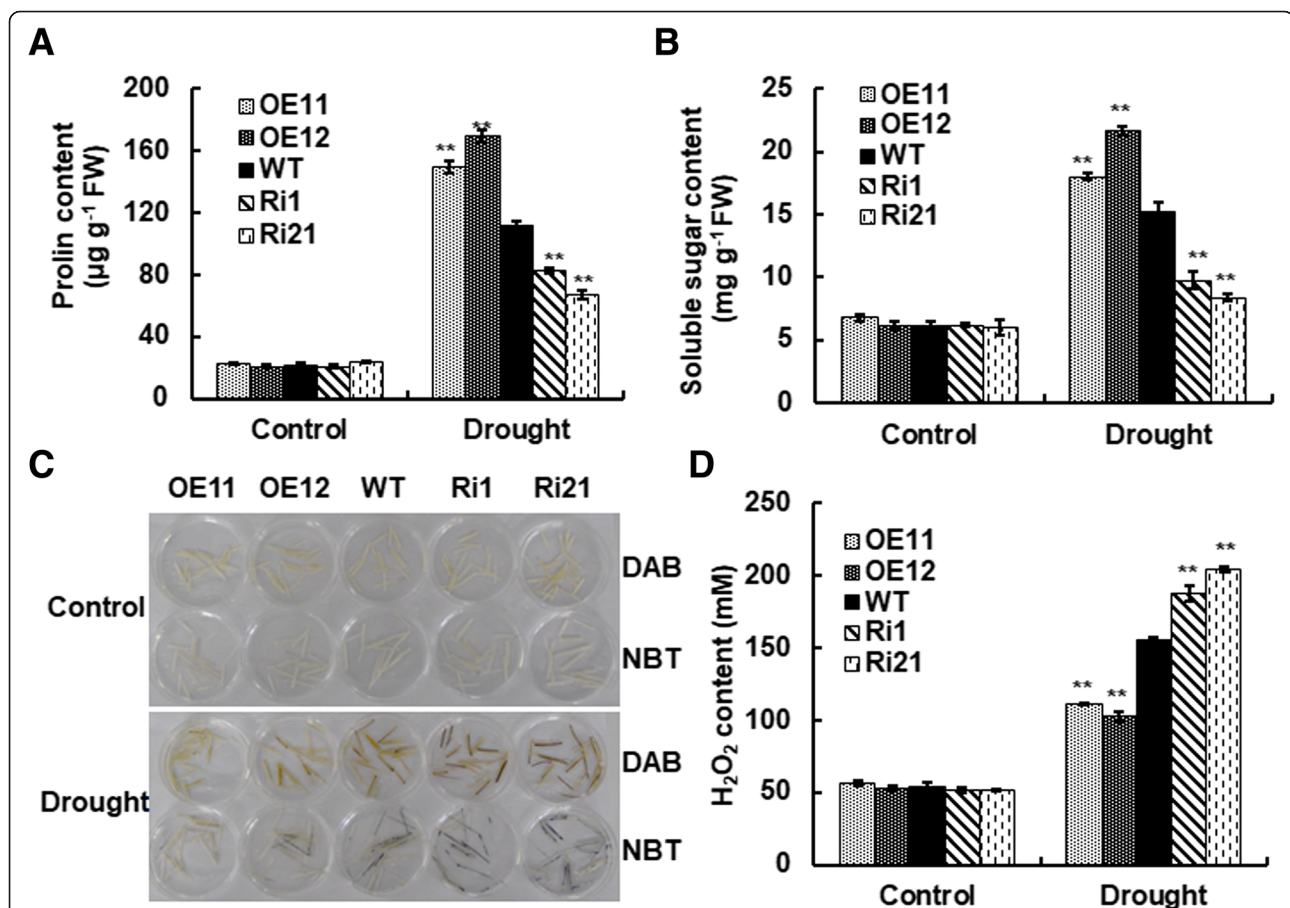 A
Prolin content
(µg g⁻¹ FW)
200
160
120
80
40
0
OE11
OE12
WT
Ri1
Ri21
**
**
**
**
Control
Drought
B
Soluble sugar content
(mg g⁻¹ FW)
25
20
15
10
5
0
OE11
OE12
WT
Ri1
Ri21
**
**
**
**
Control
Drought
C
OE11 OE12 WT Ri1 Ri21
Control
DAB
NBT
Drought
DAB
NBT
D
H₂O₂ content (mM)
250
200
150
100
50
0
OE11
OE12
WT
Ri1
Ri21
**
**
**
**
Control
Drought